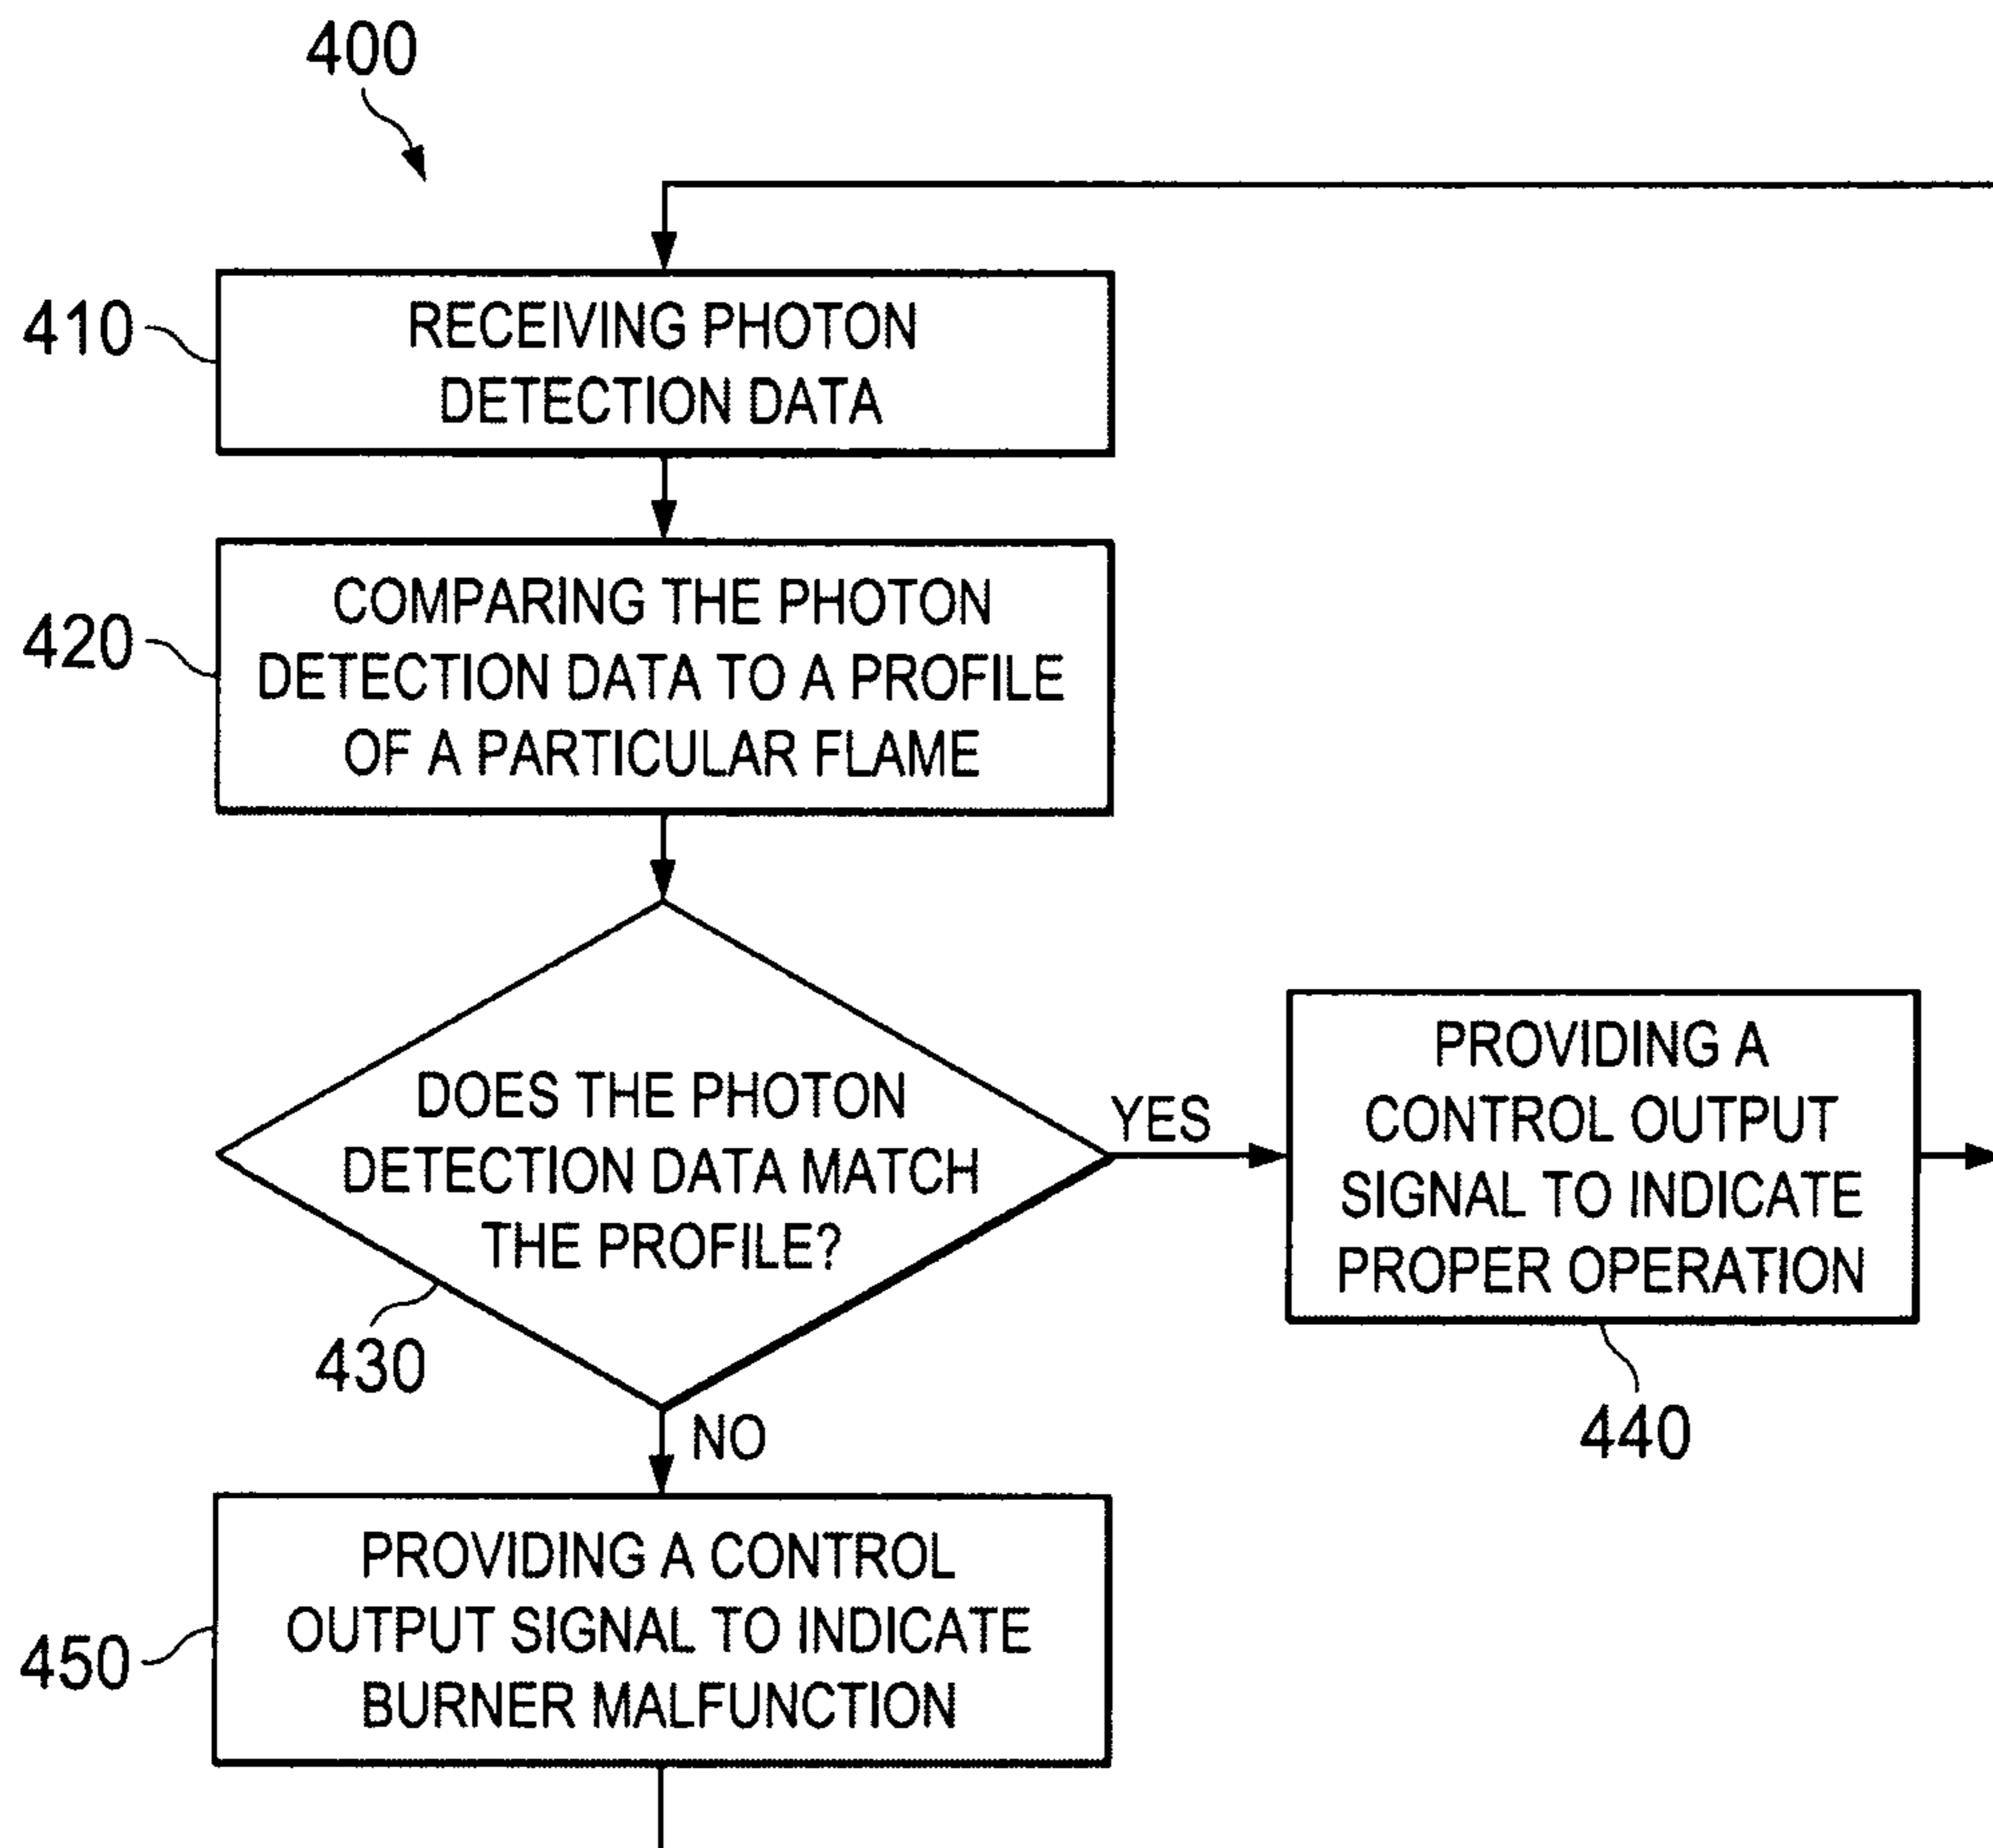 400
410
RECEIVING PHOTON
DETECTION DATA
420
COMPARING THE PHOTON
DETECTION DATA TO A PROFILE
OF A PARTICULAR FLAME
DOES THE PHOTON
DETECTION DATA MATCH
THE PROFILE?
430
YES
PROVIDING A
CONTROL OUTPUT
SIGNAL TO INDICATE
PROPER OPERATION
440
NO
450
PROVIDING A CONTROL
OUTPUT SIGNAL TO INDICATE
BURNER MALFUNCTION